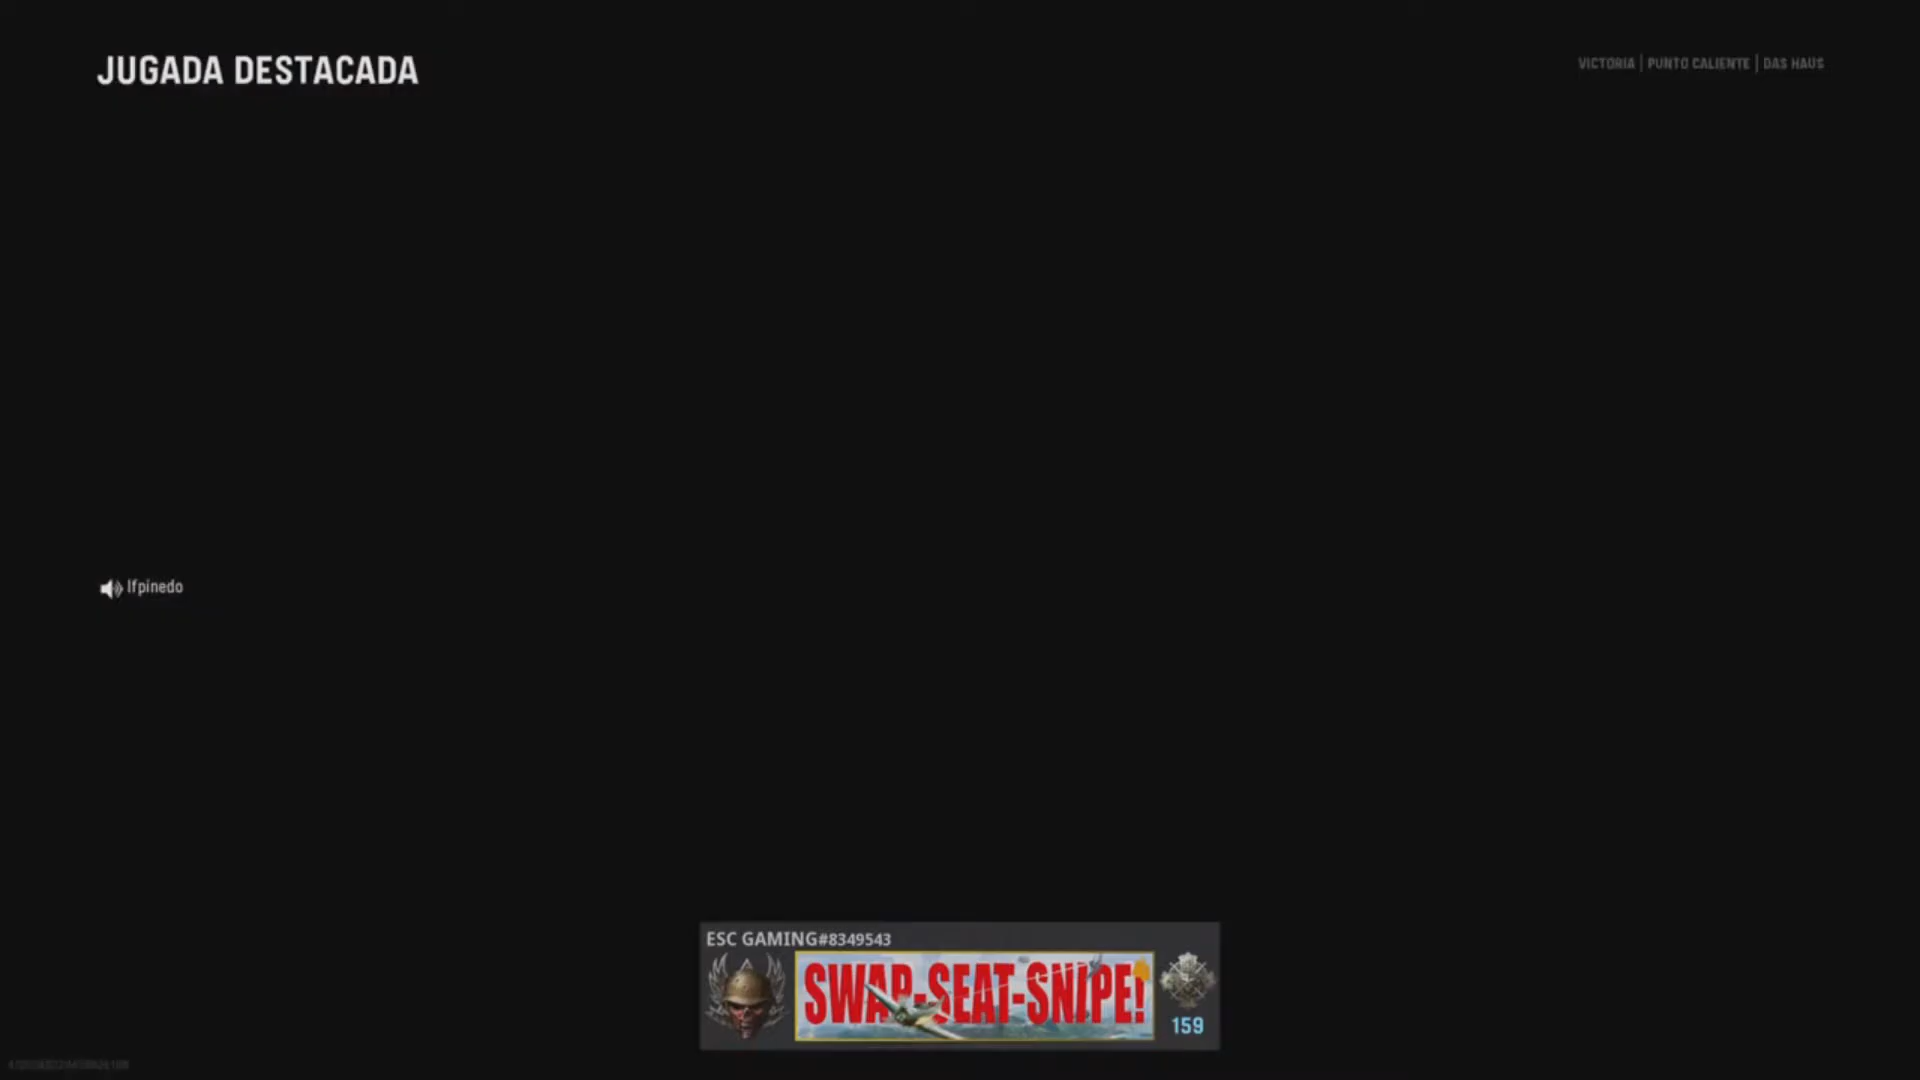 JUGADA DESTACADA
VICTORIA | PUNTO CALIENTE | DAS HAUS
lfpinedo
ESC GAMING#8349543
SWAP-SEAT-SNIPE!
159